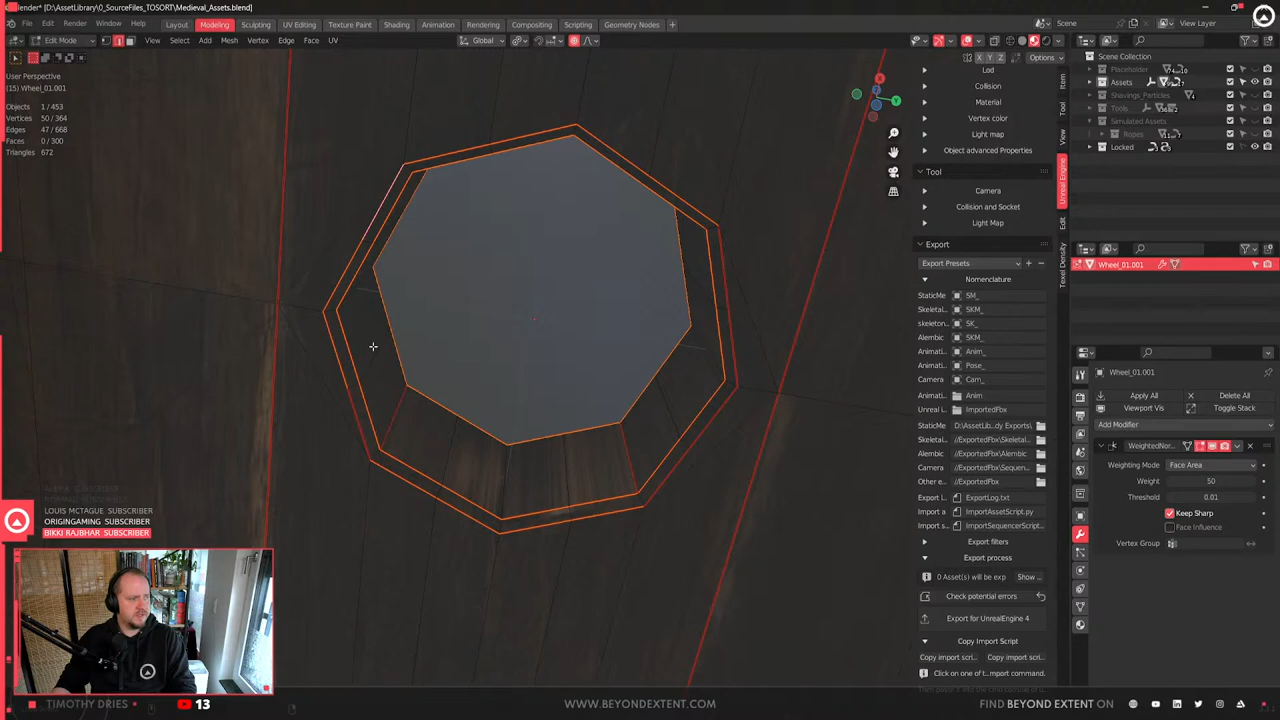 Blender* [D:\AssetLibrary\0_SourceFiles_TOSORT\Medieval_Assets.blend]
File Edit Render Window Help Layout Modeling Sculpting UV Editing Texture Paint Shading Animation Rendering Compositing Scripting Geometry Nodes + Scene View Layer
Edit Mode View Select Add Mesh Vertex Edge Face UV Global
X Y Z Options
User Perspective
(15) Wheel_01.001
Objects 1/453
Vertices 50 / 364
Edges 47 / 668
Faces 0 / 300
Triangles 672
Lod
Collision
Material
Vertex color
Light map
Object advanced Properties
Tool
Camera
Collision and Socket
Light Map
Export
Export Presets
Nomenclature
StaticMe SM_
Skeletal SKM_
skeleton SK_
Alembic SKM_
Animati... Anim_
Animati... Pose_
Camera Cam_
Animati... Anim
Unreal i... ImportedFbx
StaticMe D:\AssetLib...dy Exports\
Skeletal //ExportedFbx\Skeletal
Alembic //ExportedFbx\Alembic
Camera //ExportedFbx\Sequen...
Other e //ExportedFbx
Export l ExportLog.txt
Import a ImportAssetScript.py
Import s ImportSequencerScript...
Export filters
Export process
0 Asset(s) will be exp Show ..
Check potential errors
Export for UnrealEngine 4
Copy Import Script
Copy import scri... Copy import scr...
Click on one of t...mport command.
Item
Tool
View
Unreal Engine
Edit
Texel Density
Scene Collection
Placeholder
Assets
Shavings_Particles
Tools
Simulated Assets
Ropes
Locked
Wheel_01.001
Wheel_01.001
Apply All Delete All
Viewport Vis Toggle Stack
Add Modifier
WeightedNor
Weighting Mode Face Area
Weight 50
Threshold 0.01
Keep Sharp
Face Influence
Vertex Group
LOUIS MCTAGUE SUBSCRIBER
ORIGINGAMING SUBSCRIBER
BIKKI RAJBHAR SUBSCRIBER
TIMOTHY DRIES 13 WWW.BEYONDEXTENT.COM FIND BEYOND EXTENT ON